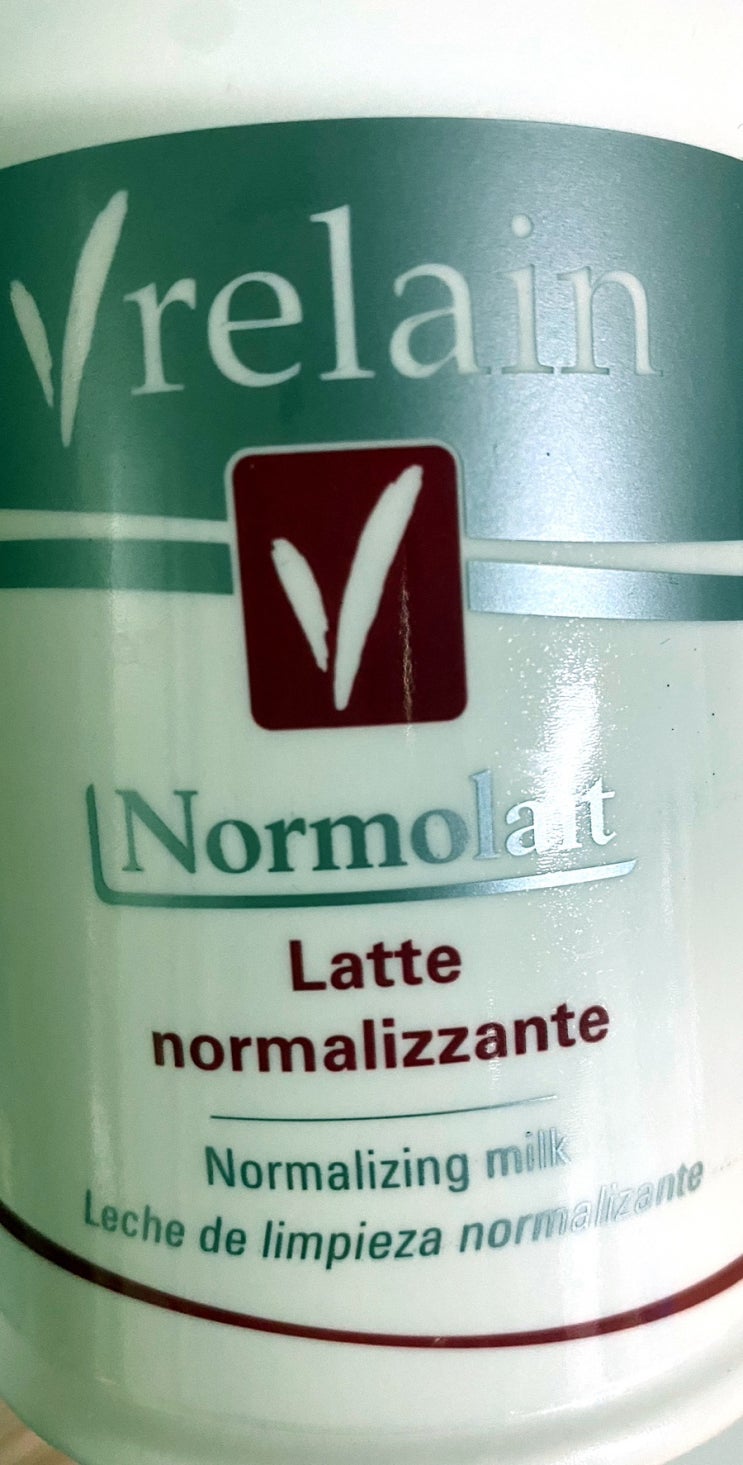 Vrelain
V
Normolait
Latte
normalizzante
Normalizing milk
Leche de limpieza normalizante